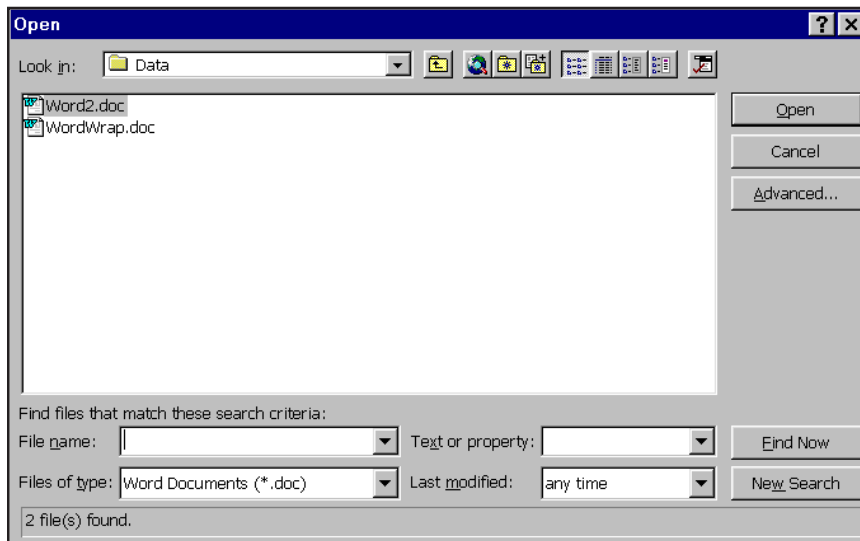 Open
Look in: Data
Word2.doc
WordWrap.doc
Open
Cancel
Advanced...
Find files that match these search criteria:
File name: Text or property: Find Now
Files of type: Word Documents (*.doc) Last modified: any time New Search
2 file(s) found.